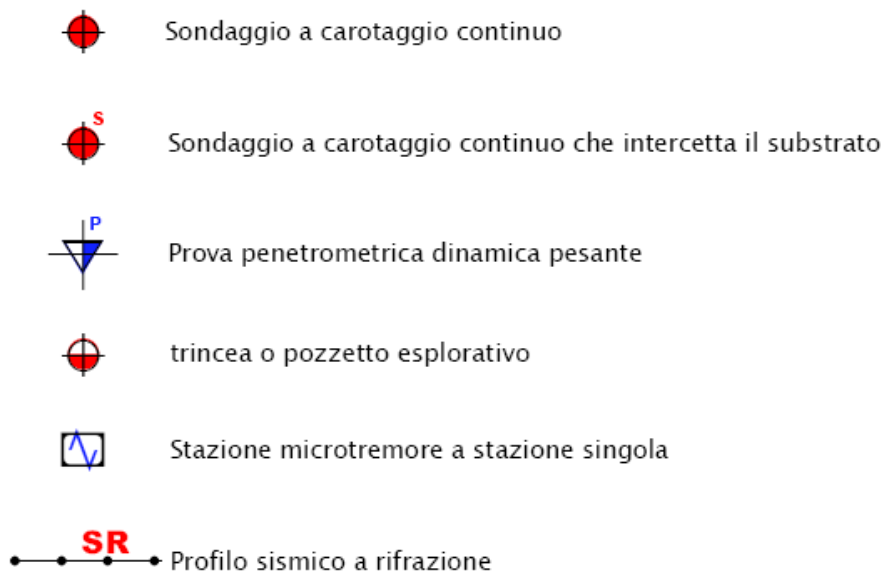 Sondaggio a carotaggio continuo
S
Sondaggio a carotaggio continuo che intercetta il substrato
P
Prova penetrometrica dinamica pesante
trincea o pozzetto esplorativo
Stazione microtremore a stazione singola
SR
Profilo sismico a rifrazione